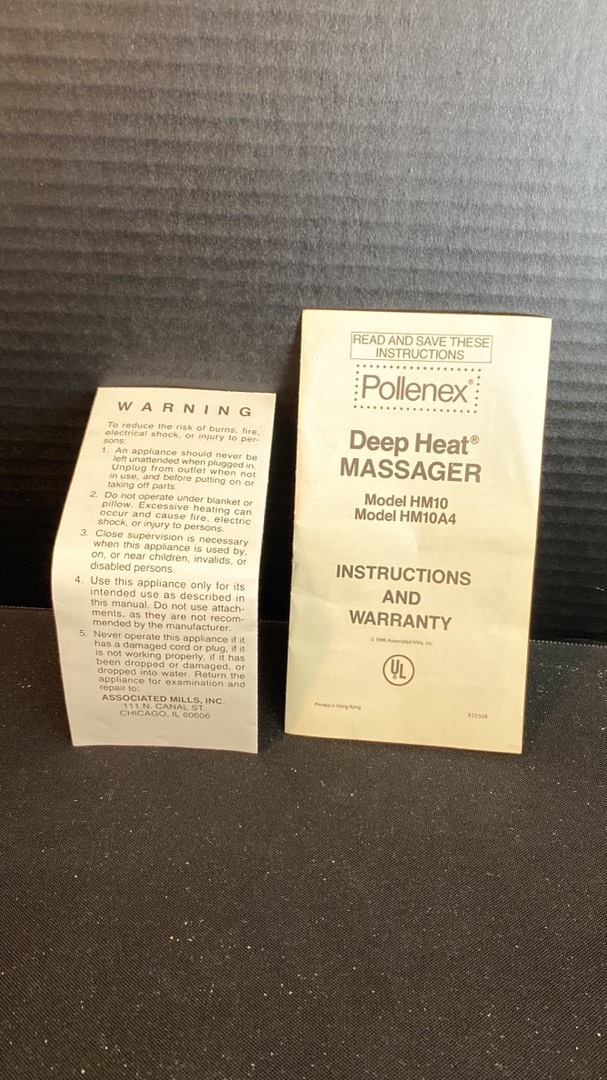 WARNING
To reduce the risk of burns, fire,
electrical shock, or injury to per-
sons:
1. An appliance should never be
left unattended when plugged in.
Unplug from outlet when not
in use, and before putting on or
taking off parts.
2. Do not operate under blanket or
pillow. Excessive heating can
occur and cause fire, electric
shock, or injury to persons.
3. Close supervision is necessary
when this appliance is used by,
on, or near children, invalids, or
disabled persons.
4. Use this appliance only for its
intended use as described in
this manual. Do not use attach-
ments, as they are not recom-
mended by the manufacturer.
5. Never operate this appliance if it
has a damaged cord or plug, if it
is not working properly, if it has
been dropped or damaged, or
dropped into water. Return the
appliance for examination and
repair to:
ASSOCIATED MILLS, INC.
111 N. CANAL ST.
CHICAGO, IL 60606
READ AND SAVE THESE
INSTRUCTIONS
Pollenex®
Deep Heat®
MASSAGER
Model HM10
Model HM10A4
INSTRUCTIONS
AND
WARRANTY
© 1986 Associated Mills, Inc.
UL
Printed in Hong Kong
920508